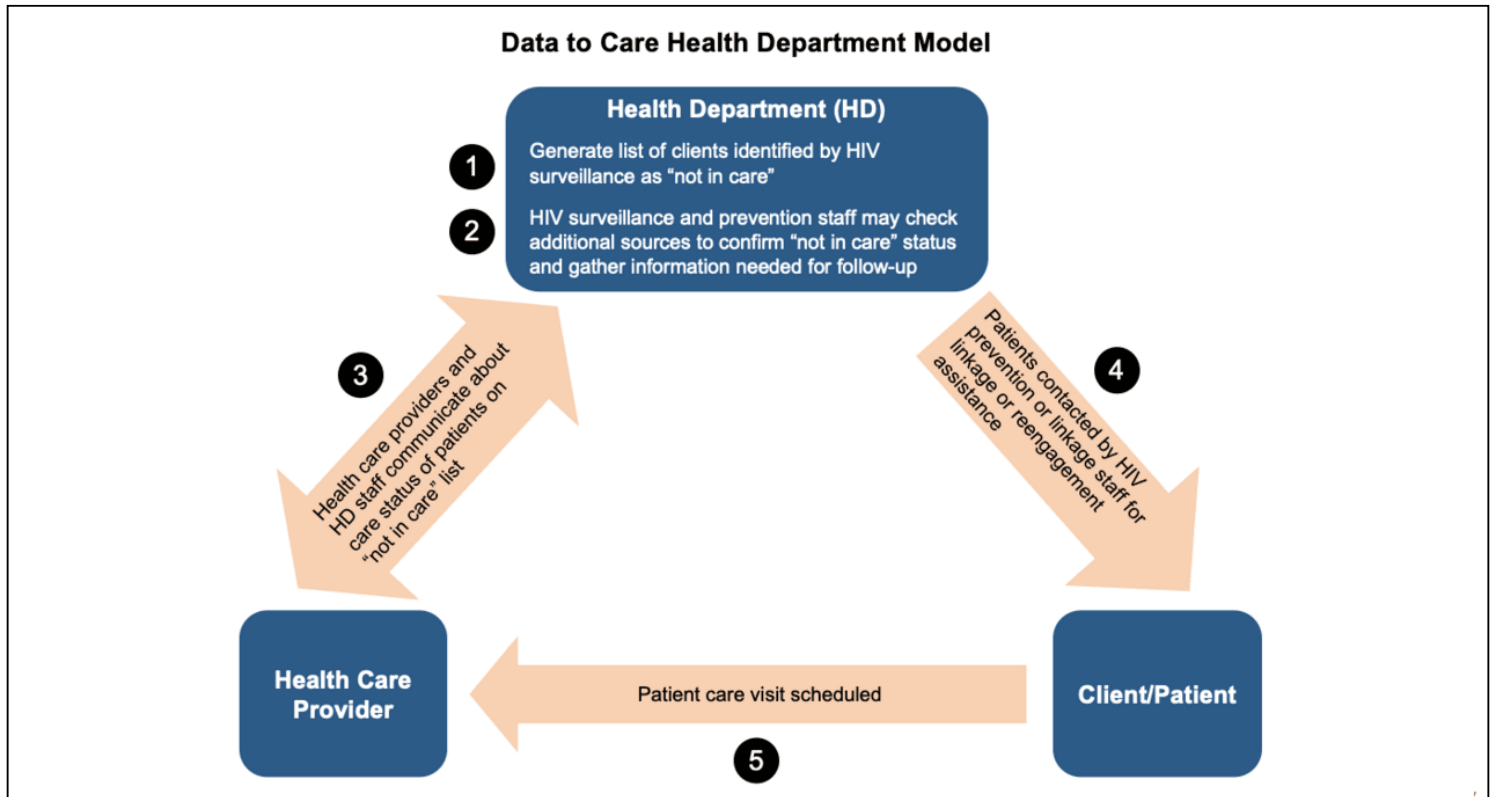 Data to Care Health Department Model
Health Department (HD)
1
Generate list of clients identified by HIV
surveillance as “not in care”
2
HIV surveillance and prevention staff may check
additional sources to confirm “not in care” status
and gather information needed for follow-up
3
Health care providers and
HD staff communicate about
care status of patients on
“not in care” list
4
Patients contacted by HIV
prevention or linkage staff for
linkage or reengagement
assistance
Health Care
Provider
Patient care visit scheduled
5
Client/Patient